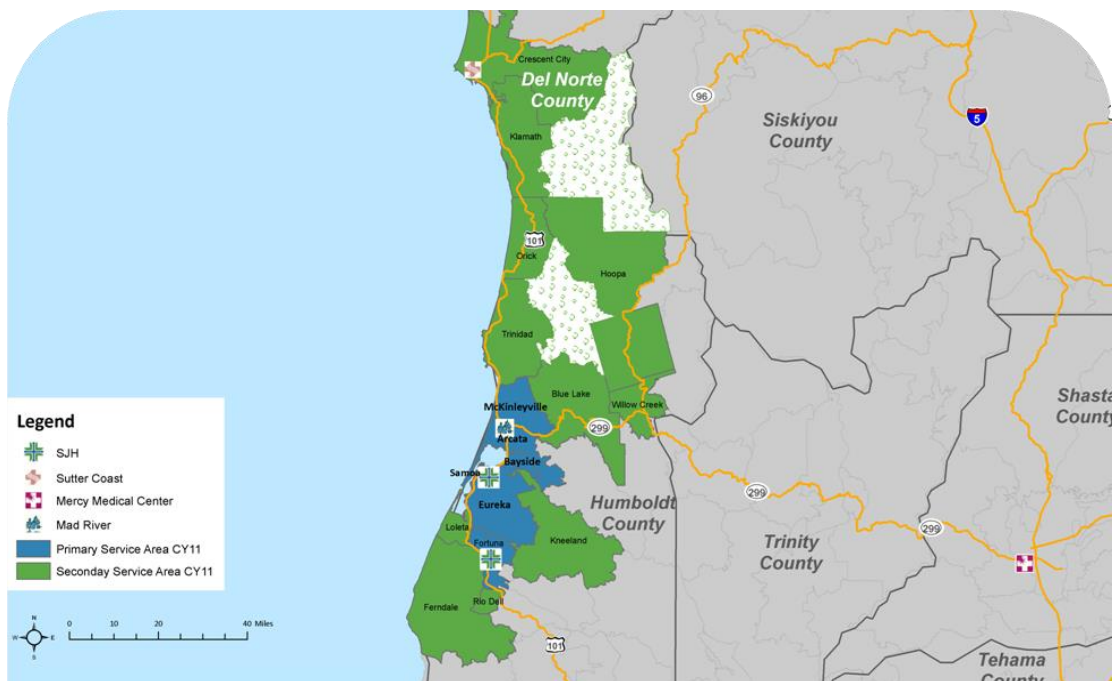 Crescent City
Del Norte
County
96
Siskiyou
County
5
Klamath
101
Orick
Hoopa
Trinidad
Blue Lake
Willow Creek
McKinleyville
299
Arcata
Bayside
Samoa
Eureka
Humboldt
County
299
299
Trinity
County
Shasta
County
Loleta
Fortuna
Kneeland
Ferndale
Rio Dell
101
Tehama
County
Legend
SJH
Sutter Coast
Mercy Medical Center
Mad River
Primary Service Area CY11
Seconday Service Area CY11
N
W
E
S
0 10 20 40 Miles